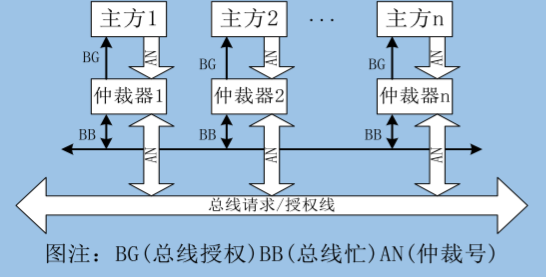 主方1 主方2 ··· 主方n
BG AN BG AN BG AN
仲裁器1 仲裁器2 仲裁器n
BB AN BB AN BB AN
总线请求/授权线
图注：BG(总线授权)BB(总线忙)AN(仲裁号)